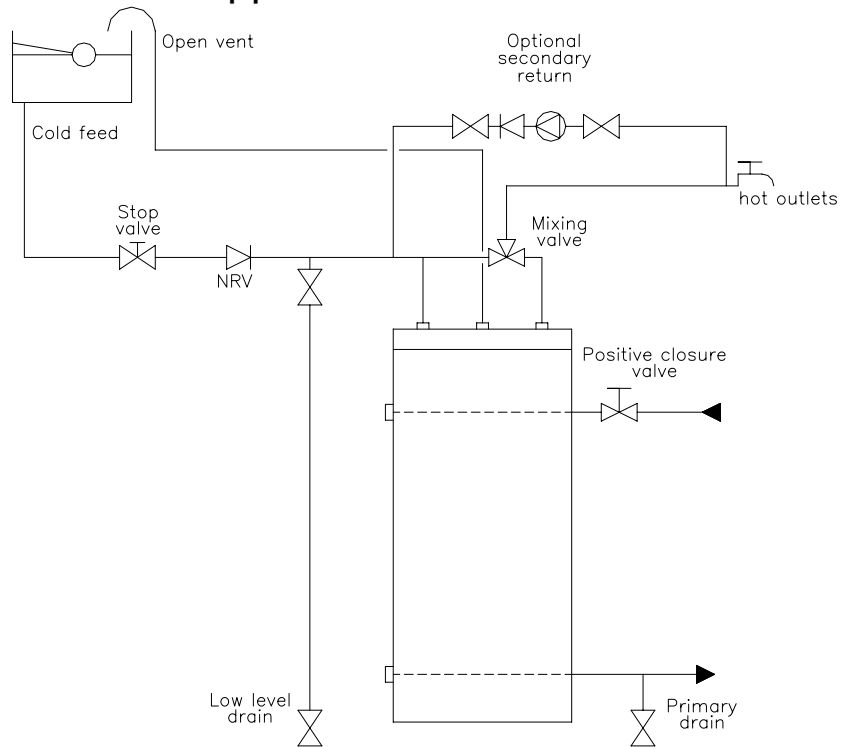 Open vent
Optional
secondary
return
Cold feed
hot outlets
Stop
valve
Mixing
valve
NRV
Positive closure
valve
Low level
drain
Primary
drain